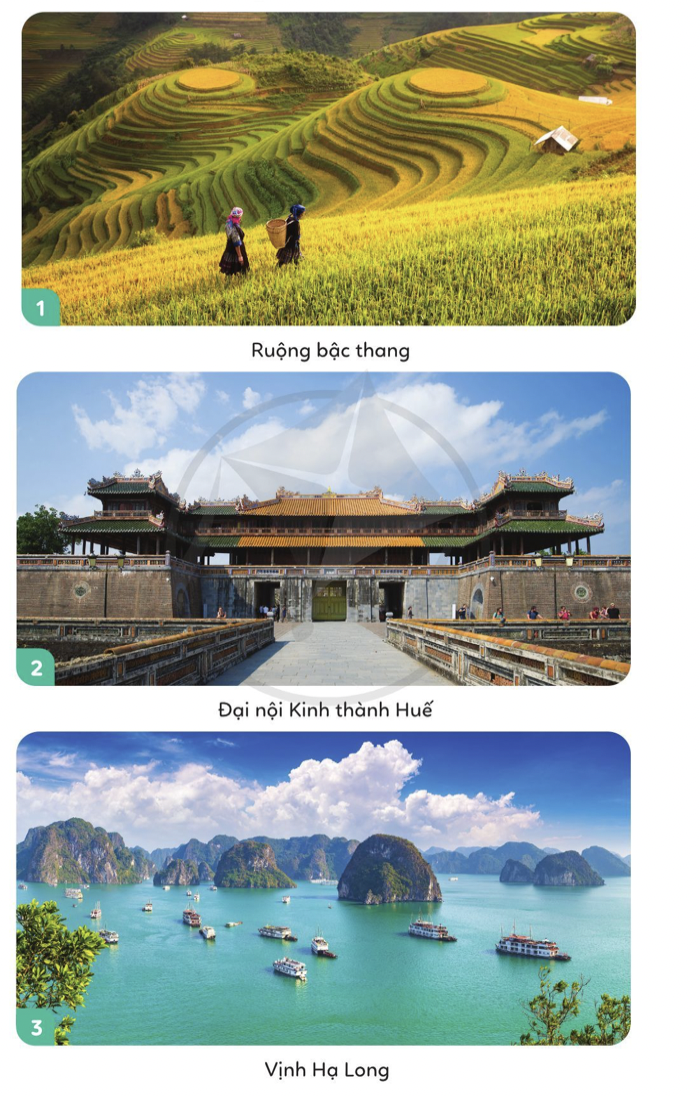 1
Ruộng bậc thang
2
Đại nội Kinh thành Huế
3
Vịnh Hạ Long